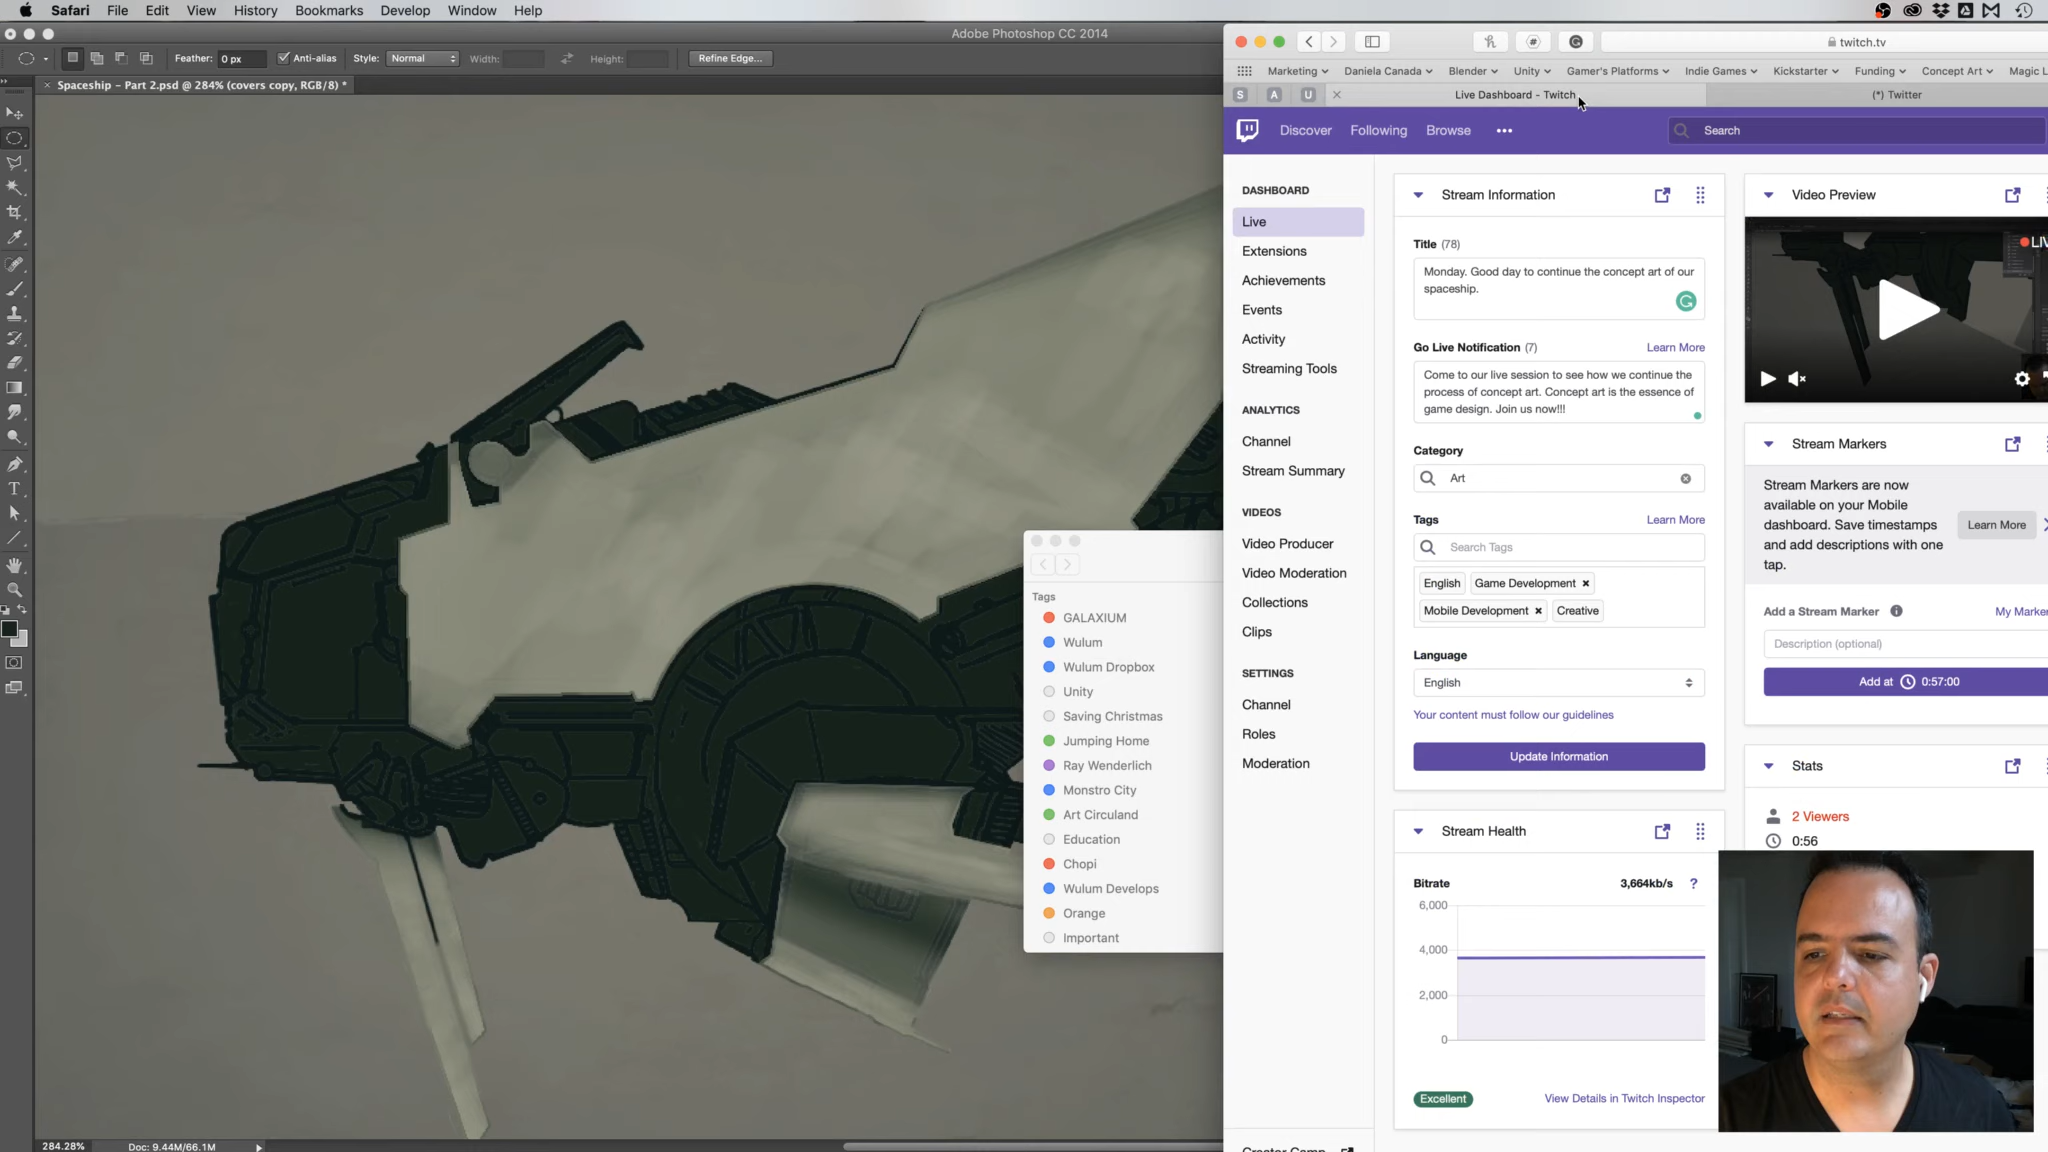 Safari File Edit View History Bookmarks Develop Window Help
Adobe Photoshop CC 2014
Feather: 0 px Anti-alias Style: Normal Width: Height: Refine Edge...
Spaceship - Part 2.psd @ 284% (covers copy, RGB/8) *
twitch.tv
Marketing Daniela Canada Blender Unity Gamer's Platforms Indie Games Kickstarter Funding Concept Art Magic
S A U Live Dashboard - Twitch (*) Twitter
Discover Following Browse ••• Search
DASHBOARD
Live
Extensions
Achievements
Events
Activity
Streaming Tools
ANALYTICS
Channel
Stream Summary
VIDEOS
Video Producer
Video Moderation
Collections
Clips
SETTINGS
Channel
Roles
Moderation
Stream Information
Title (78)
Monday. Good day to continue the concept art of our
spaceship.
Go Live Notification (7) Learn More
Come to our live session to see how we continue the
process of concept art. Concept art is the essence of
game design. Join us now!!!
Category
Art
Tags Learn More
Search Tags
English Game Development ×
Mobile Development × Creative
Language
English
Your content must follow our guidelines
Update Information
Stream Health
Bitrate 3,664kb/s ?
6,000
4,000
2,000
0
Excellent View Details in Twitch Inspector
Video Preview
Stream Markers
Stream Markers are now
available on your Mobile
dashboard. Save timestamps
and add descriptions with one
tap.
Learn More
Add a Stream Marker My Marke
Description (optional)
Add at 0:57:00
Stats
2 Viewers
0:56
Tags
GALAXIUM
Wulum
Wulum Dropbox
Unity
Saving Christmas
Jumping Home
Ray Wenderlich
Monstro City
Art Circuland
Education
Chopi
Wulum Develops
Orange
Important
284.28% Doc: 9.44M/66.1M